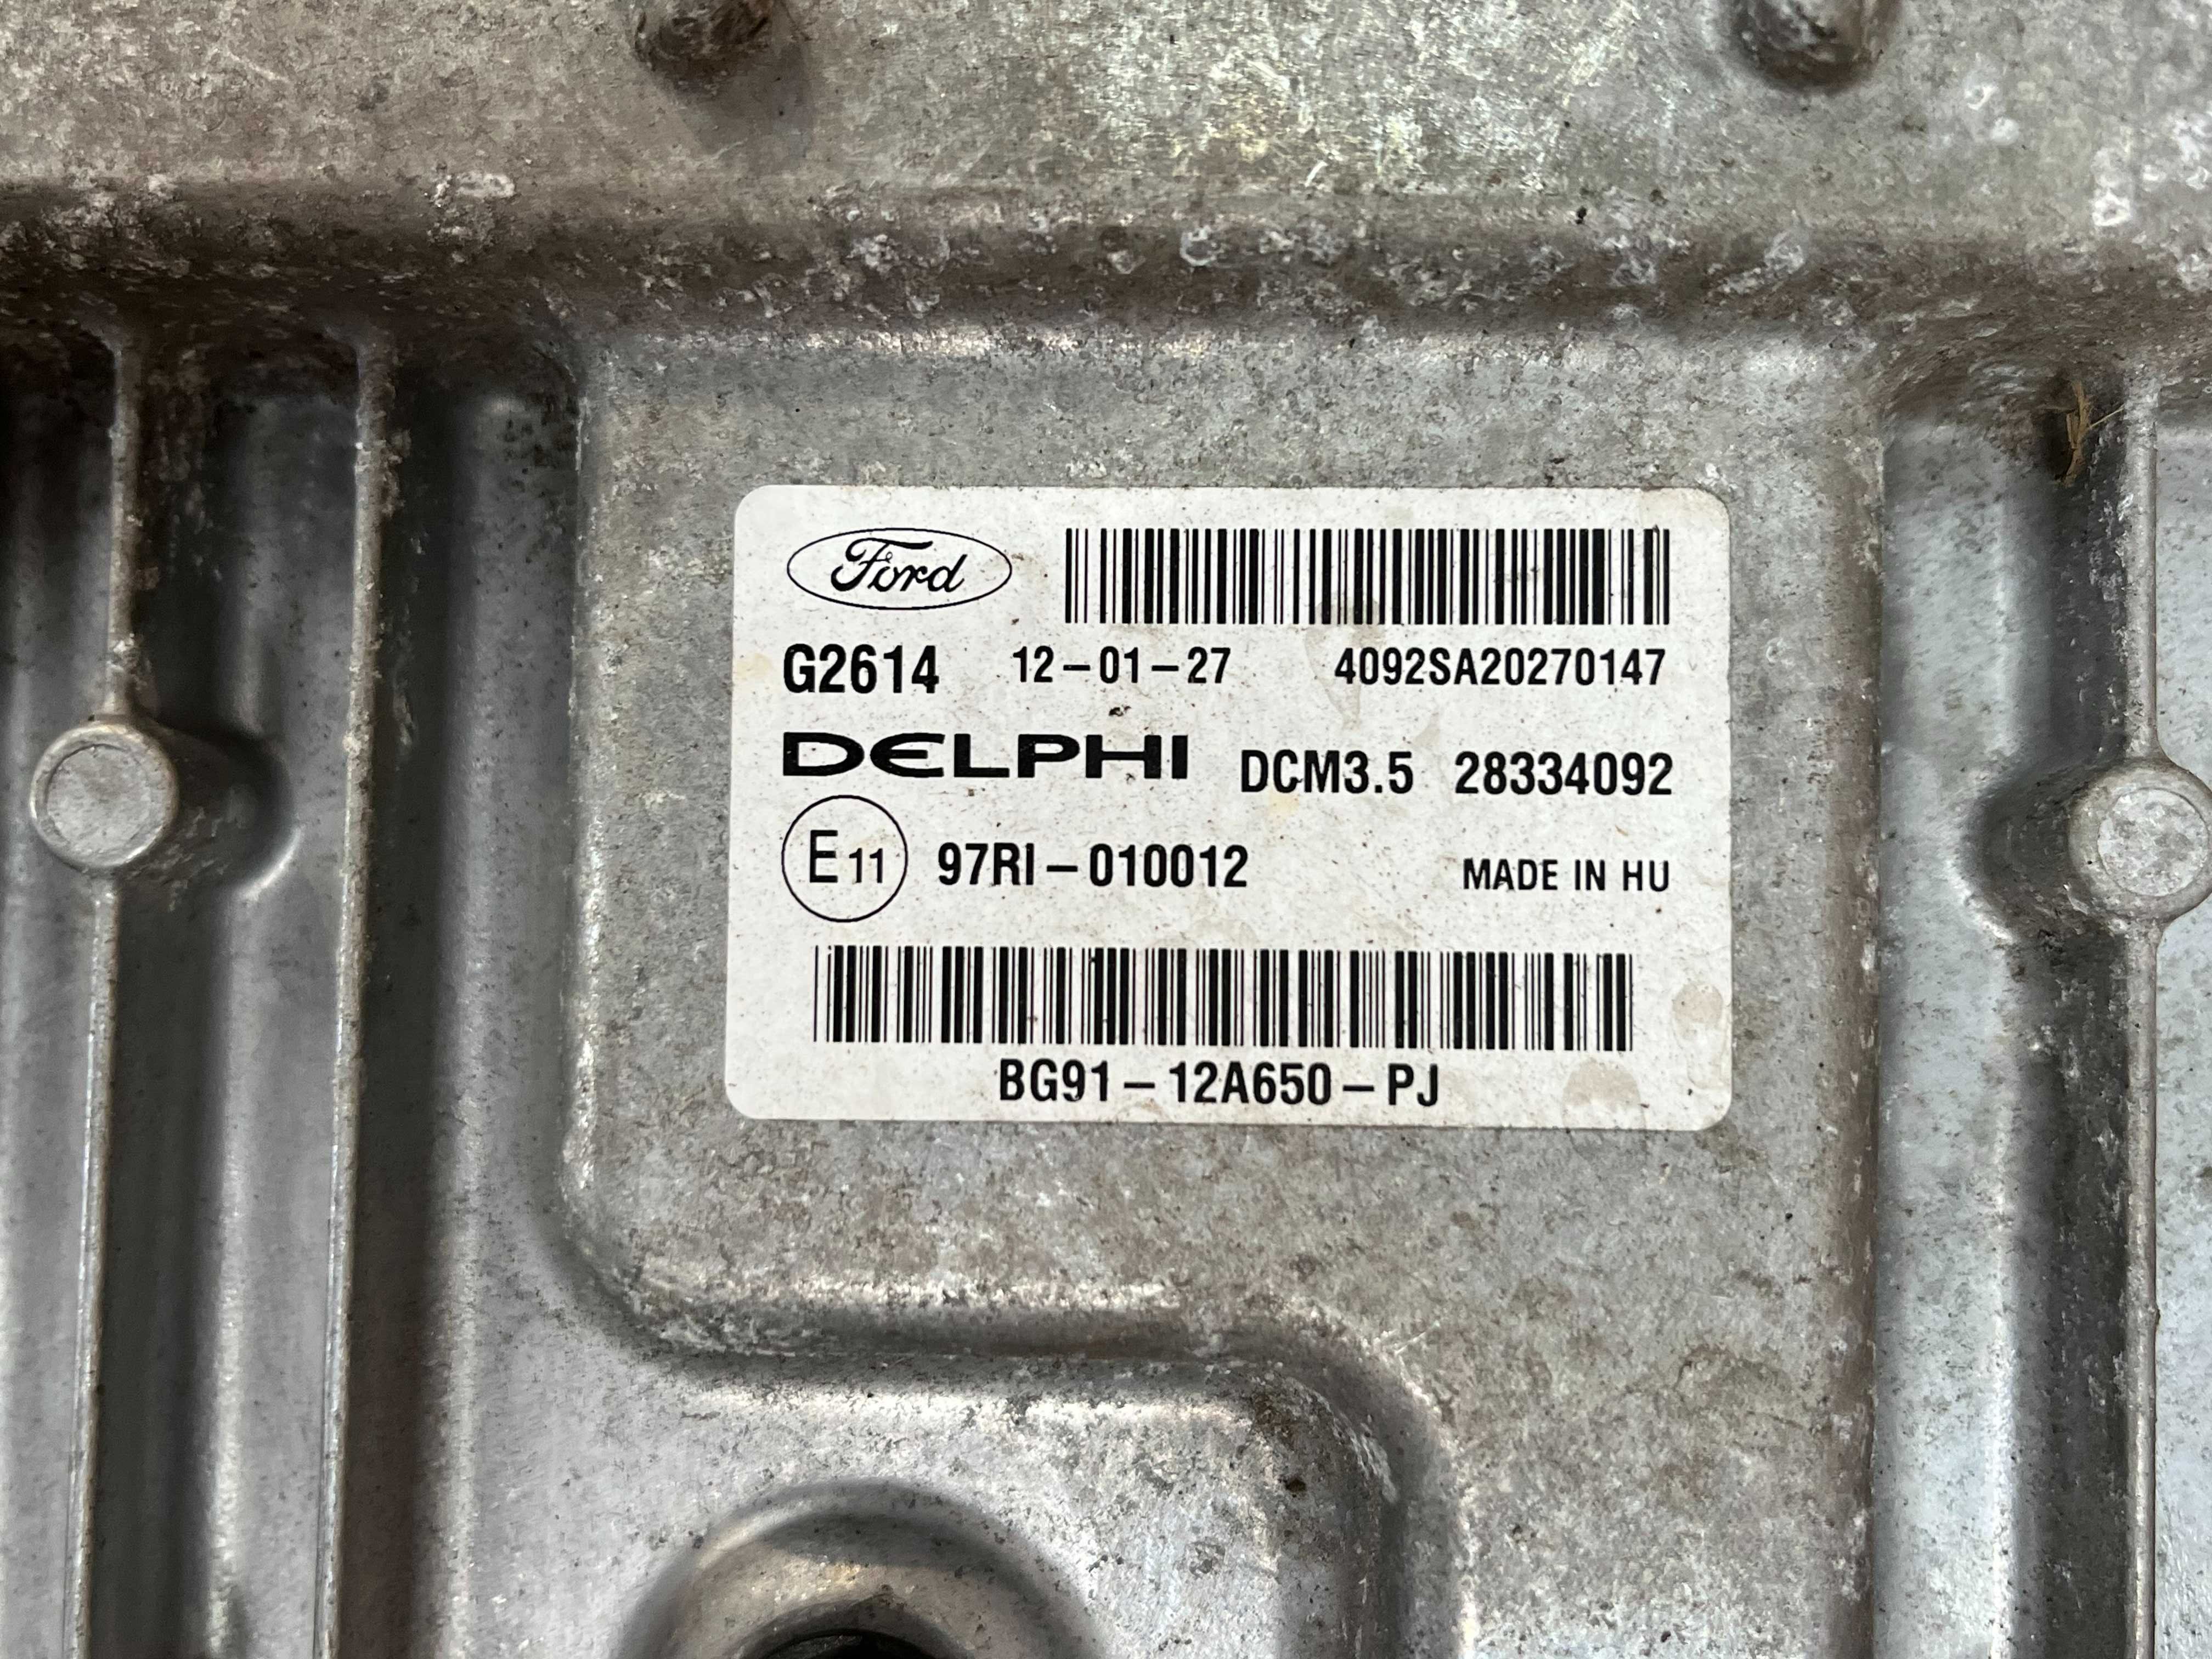 Ford
G2614 12-01-27 4092SA20270147
DELPHI DCM3.5 28334092
E11 97RI-010012 MADE IN HU
BG91-12A650-PJ